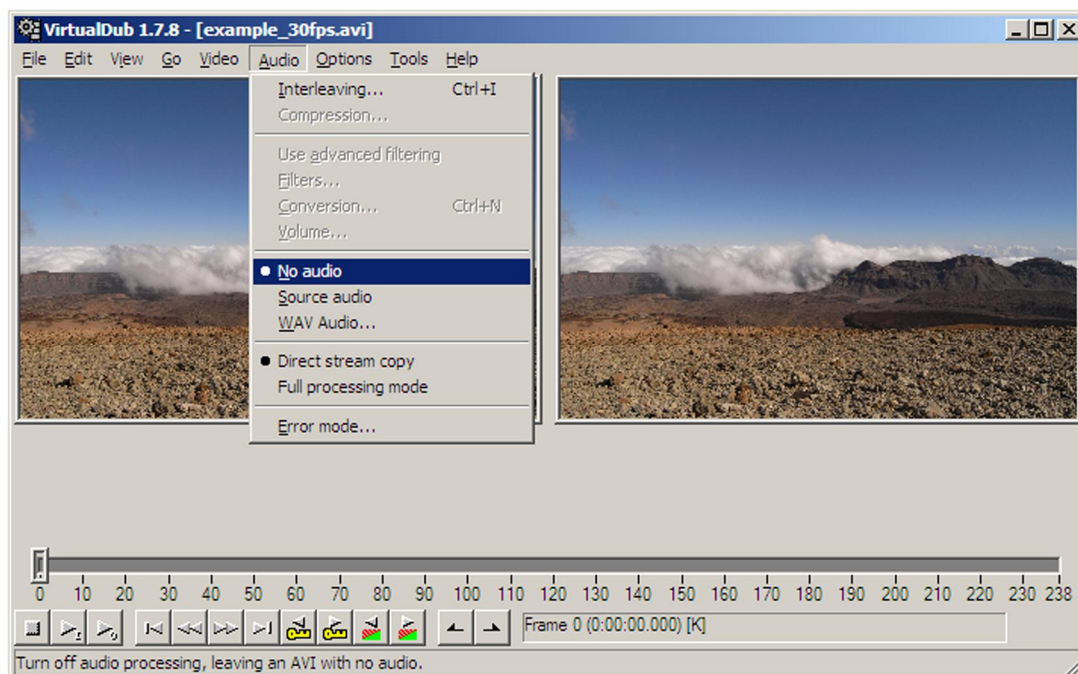 VirtualDub 1.7.8 - [example_30fps.avi]
File Edit View Go Video Audio Options Tools Help
Interleaving... Ctrl+I
Compression...
Use advanced filtering
Filters...
Conversion... Ctrl+N
Volume...
No audio
Source audio
WAV Audio...
Direct stream copy
Full processing mode
Error mode...
0 10 20 30 40 50 60 70 80 90 100 110 120 130 140 150 160 170 180 190 200 210 220 230 238
Frame 0 (0:00:00.000) [K]
Turn off audio processing, leaving an AVI with no audio.